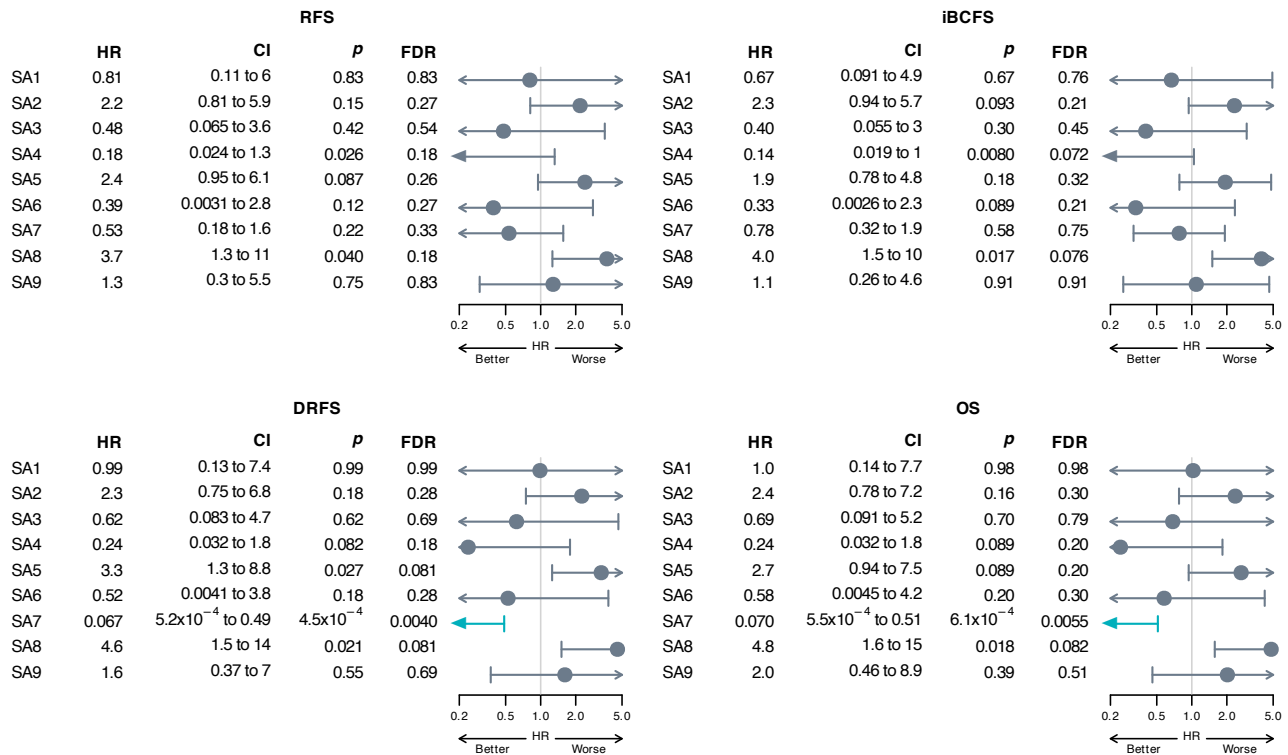 RFS
HR CI p FDR
SA1 0.81 0.11 to 6 0.83 0.83
SA2 2.2 0.81 to 5.9 0.15 0.27
SA3 0.48 0.065 to 3.6 0.42 0.54
SA4 0.18 0.024 to 1.3 0.026 0.18
SA5 2.4 0.95 to 6.1 0.087 0.26
SA6 0.39 0.0031 to 2.8 0.12 0.27
SA7 0.53 0.18 to 1.6 0.22 0.33
SA8 3.7 1.3 to 11 0.040 0.18
SA9 1.3 0.3 to 5.5 0.75 0.83
0.2 0.5 1.0 2.0 5.0
HR
Better Worse
iBCFS
HR CI p FDR
SA1 0.67 0.091 to 4.9 0.67 0.76
SA2 2.3 0.94 to 5.7 0.093 0.21
SA3 0.40 0.055 to 3 0.30 0.45
SA4 0.14 0.019 to 1 0.0080 0.072
SA5 1.9 0.78 to 4.8 0.18 0.32
SA6 0.33 0.0026 to 2.3 0.089 0.21
SA7 0.78 0.32 to 1.9 0.58 0.75
SA8 4.0 1.5 to 10 0.017 0.076
SA9 1.1 0.26 to 4.6 0.91 0.91
0.2 0.5 1.0 2.0 5.0
HR
Better Worse
DRFS
HR CI p FDR
SA1 0.99 0.13 to 7.4 0.99 0.99
SA2 2.3 0.75 to 6.8 0.18 0.28
SA3 0.62 0.083 to 4.7 0.62 0.69
SA4 0.24 0.032 to 1.8 0.082 0.18
SA5 3.3 1.3 to 8.8 0.027 0.081
SA6 0.52 0.0041 to 3.8 0.18 0.28
SA7 0.067 5.2x10⁻⁴ to 0.49 4.5x10⁻⁴ 0.0040
SA8 4.6 1.5 to 14 0.021 0.081
SA9 1.6 0.37 to 7 0.55 0.69
0.2 0.5 1.0 2.0 5.0
HR
Better Worse
OS
HR CI p FDR
SA1 1.0 0.14 to 7.7 0.98 0.98
SA2 2.4 0.78 to 7.2 0.16 0.30
SA3 0.69 0.091 to 5.2 0.70 0.79
SA4 0.24 0.032 to 1.8 0.089 0.20
SA5 2.7 0.94 to 7.5 0.089 0.20
SA6 0.58 0.0045 to 4.2 0.20 0.30
SA7 0.070 5.5x10⁻⁴ to 0.51 6.1x10⁻⁴ 0.0055
SA8 4.8 1.6 to 15 0.018 0.082
SA9 2.0 0.46 to 8.9 0.39 0.51
0.2 0.5 1.0 2.0 5.0
HR
Better Worse